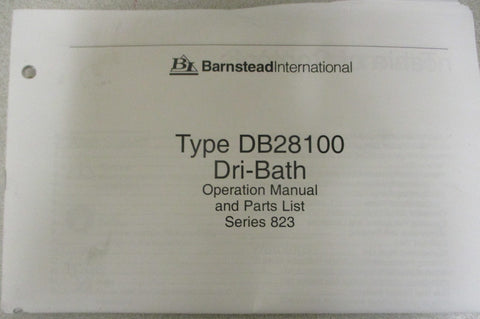 BI BarnsteadInternational
Type DB28100
Dri-Bath
Operation Manual
and Parts List
Series 823